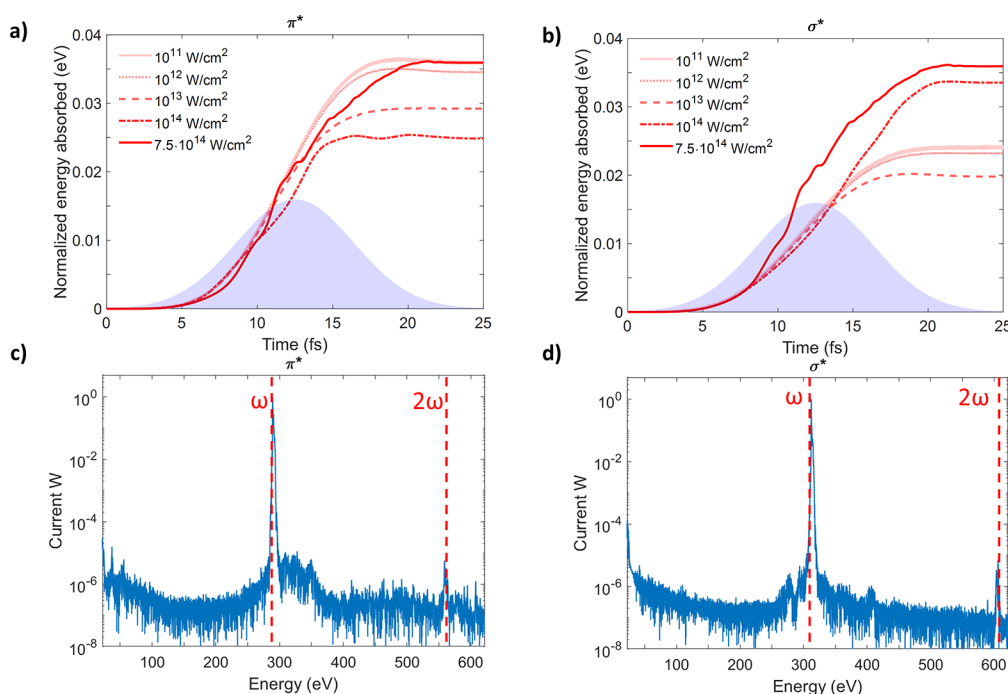 a)
π*
Normalized energy absorbed (eV)
0.04
0.03
0.02
0.01
0
10¹¹ W/cm²
10¹² W/cm²
10¹³ W/cm²
10¹⁴ W/cm²
7.5·10¹⁴ W/cm²
0 5 10 15 20 25
Time (fs)
b)
σ*
Normalized energy absorbed (eV)
0.04
0.03
0.02
0.01
0
10¹¹ W/cm²
10¹² W/cm²
10¹³ W/cm²
10¹⁴ W/cm²
7.5·10¹⁴ W/cm²
0 5 10 15 20 25
Time (fs)
c)
π*
Current W
10⁰
10⁻²
10⁻⁴
10⁻⁶
10⁻⁸
ω
2ω
100 200 300 400 500 600
Energy (eV)
d)
σ*
Current W
10⁰
10⁻²
10⁻⁴
10⁻⁶
10⁻⁸
ω
2ω
100 200 300 400 500 600
Energy (eV)